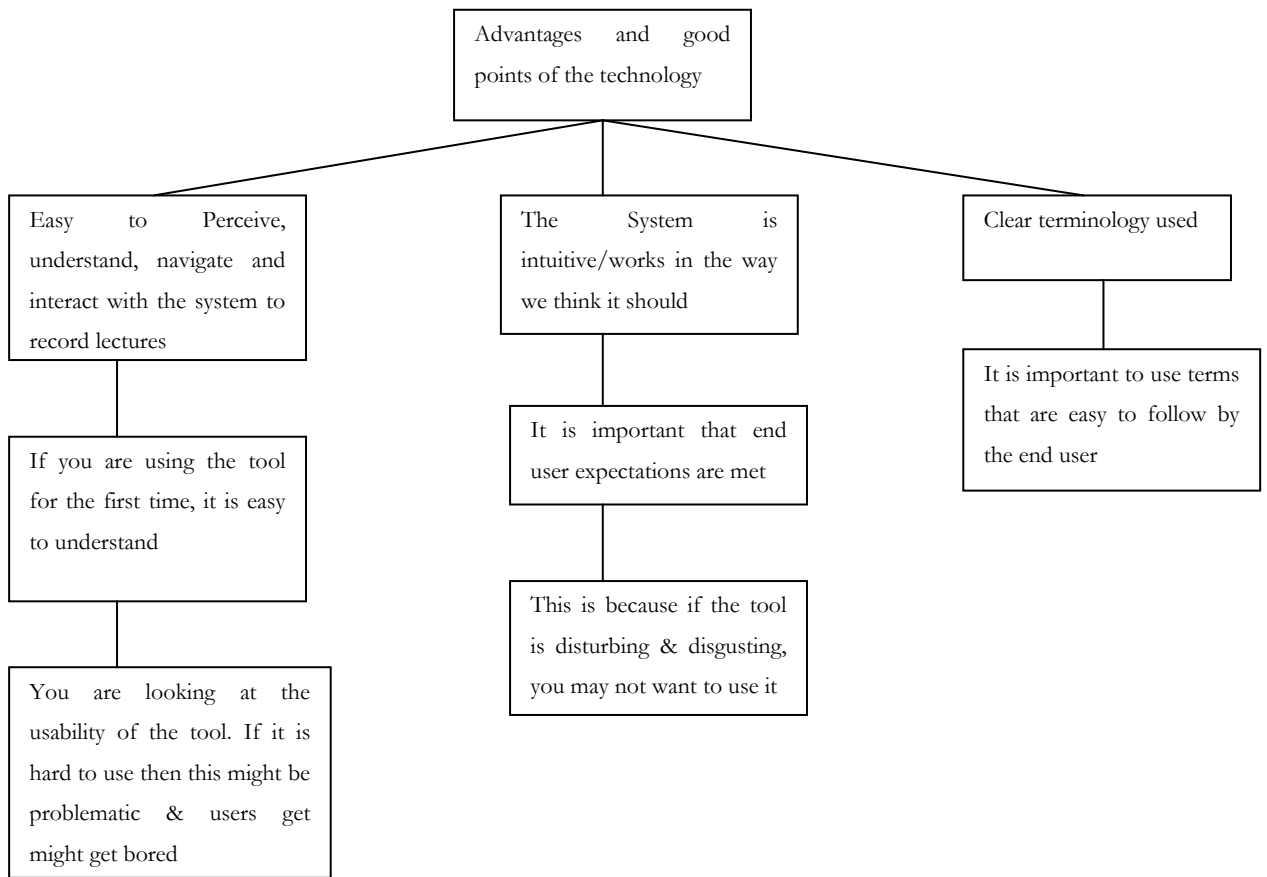 Advantages and good
points of the technology
Easy to Perceive,
understand, navigate and
interact with the system to
record lectures
The System is
intuitive/works in the way
we think it should
Clear terminology used
If you are using the tool
for the first time, it is easy
to understand
It is important that end
user expectations are met
It is important to use terms
that are easy to follow by
the end user
You are looking at the
usability of the tool. If it is
hard to use then this might be
problematic & users get
might get bored
This is because if the tool
is disturbing & disgusting,
you may not want to use it